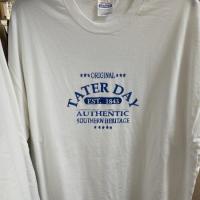 ★★★ORIGINAL★★★
TATER DAY
EST. 1843
AUTHENTIC
SOUTHERN HERITAGE
★★★★★